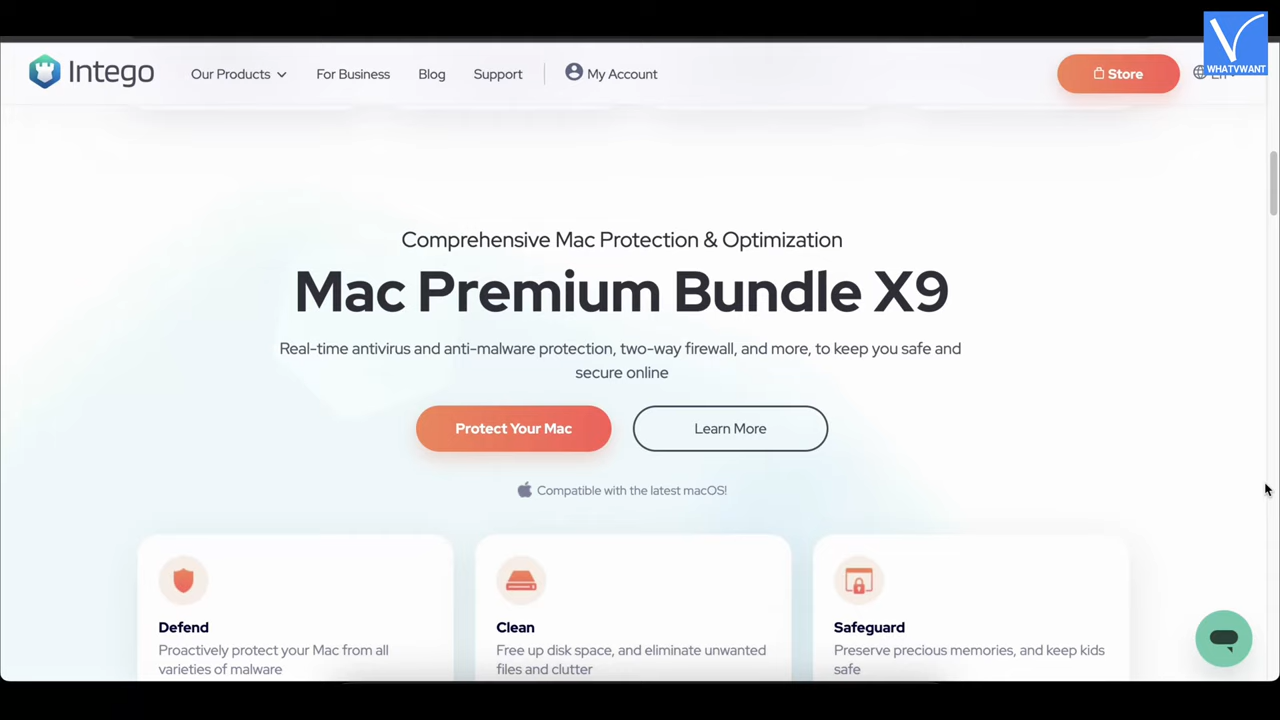 Intego
Our Products
For Business
Blog
Support
My Account
Store
WHATVWANT
Comprehensive Mac Protection & Optimization
Mac Premium Bundle X9
Real-time antivirus and anti-malware protection, two-way firewall, and more, to keep you safe and
secure online
Protect Your Mac
Learn More
Compatible with the latest macOS!
Defend
Proactively protect your Mac from all
varieties of malware
Clean
Free up disk space, and eliminate unwanted
files and clutter
Safeguard
Preserve precious memories, and keep kids
safe